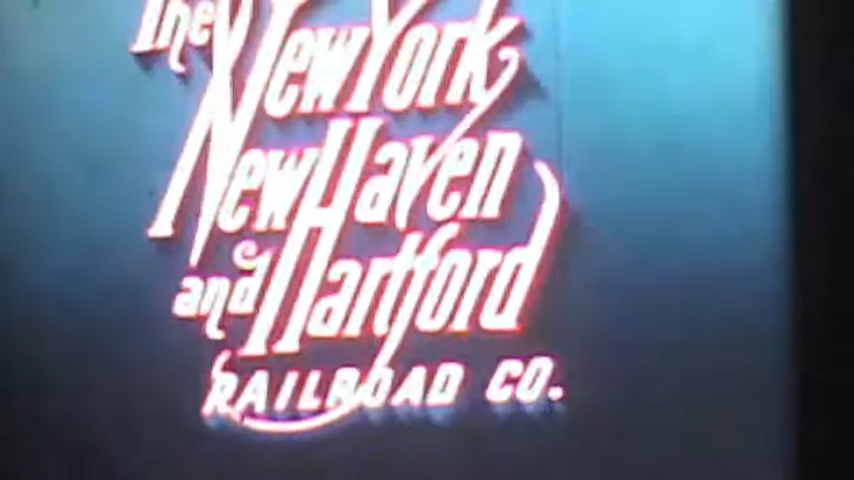 The New York
New Haven
and Hartford
RAILROAD CO.